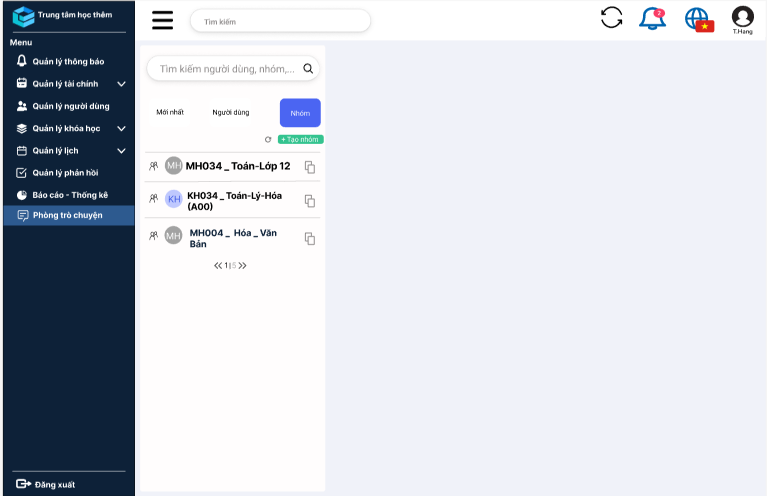 Trung tâm học thêm
Tìm kiếm
2
T.Hang
Menu
Quản lý thông báo
Quản lý tài chính
Quản lý người dùng
Quản lý khóa học
Quản lý lịch
Quản lý phản hồi
Báo cáo - Thống kê
Phòng trò chuyện
Đăng xuất
Tìm kiếm người dùng, nhóm,...
Mới nhất
Người dùng
Nhóm
+ Tạo nhóm
MH
MH034 _ Toán-Lớp 12
KH
KH034 _ Toán-Lý-Hóa
(A00)
MH
MH004 _ Hóa _ Văn
Bản
1|5